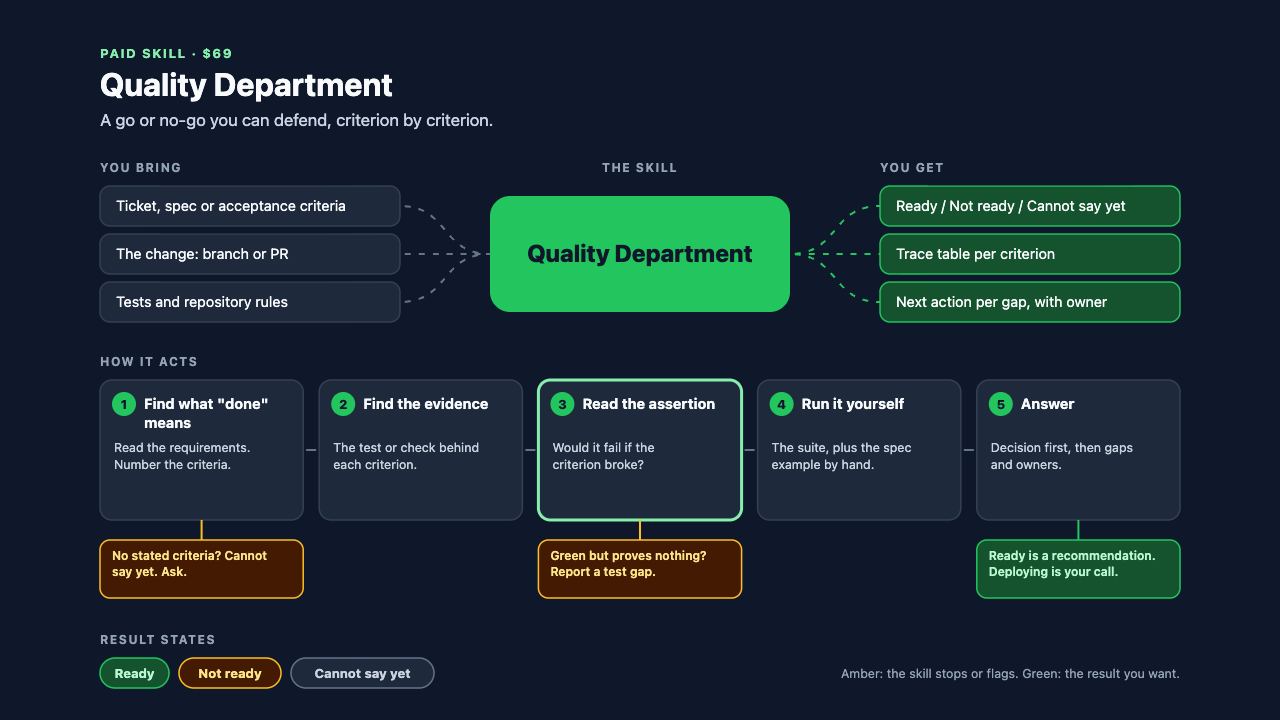 PAID SKILL · $69
Quality Department
A go or no-go you can defend, criterion by criterion.
YOU BRING
THE SKILL
YOU GET
Ticket, spec or acceptance criteria
The change: branch or PR
Tests and repository rules
Quality Department
Ready / Not ready / Cannot say yet
Trace table per criterion
Next action per gap, with owner
HOW IT ACTS
1
Find what "done"
means
Read the requirements.
Number the criteria.
2
Find the evidence
The test or check behind
each criterion.
3
Read the assertion
Would it fail if the
criterion broke?
4
Run it yourself
The suite, plus the spec
example by hand.
5
Answer
Decision first, then gaps
and owners.
No stated criteria? Cannot
say yet. Ask.
Green but proves nothing?
Report a test gap.
Ready is a recommendation.
Deploying is your call.
RESULT STATES
Ready
Not ready
Cannot say yet
Amber: the skill stops or flags. Green: the result you want.